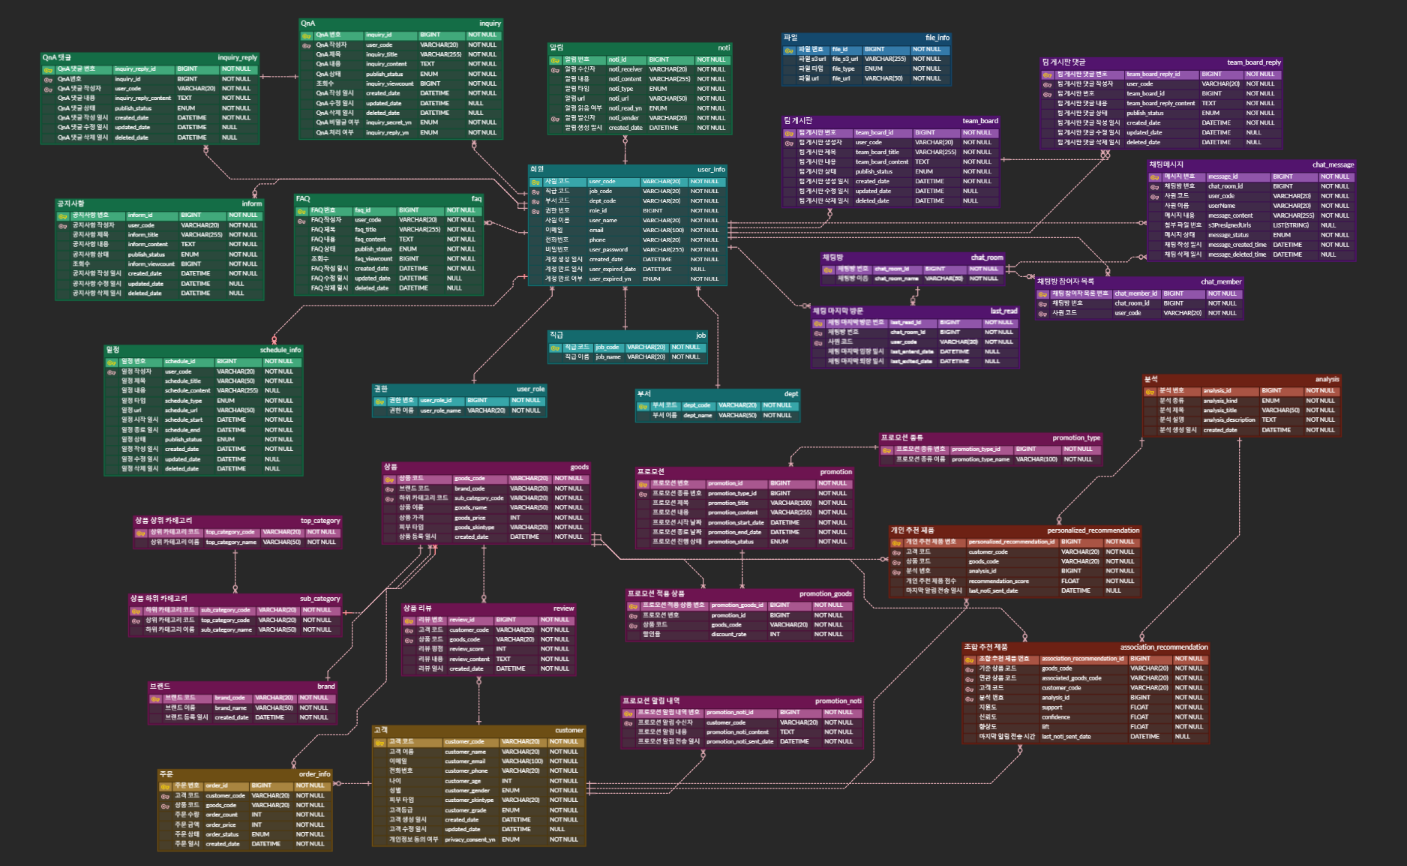 QnA inquiry
QnA 번호 inquiry_id BIGINT NOT NULL
QnA 작성자 user_code VARCHAR(20) NOT NULL
QnA 제목 inquiry_title VARCHAR(255) NOT NULL
QnA 내용 inquiry_content TEXT NOT NULL
QnA 상태 publish_status ENUM NOT NULL
조회수 inquiry_viewcount BIGINT NOT NULL
QnA 작성 일시 created_date DATETIME NOT NULL
QnA 수정 일시 updated_date DATETIME NULL
QnA 삭제 일시 deleted_date DATETIME NULL
QnA 비밀글 여부 inquiry_secret_yn ENUM NOT NULL
QnA 처리 여부 inquiry_reply_yn ENUM NOT NULL
QnA 댓글 inquiry_reply
QnA 댓글 번호 inquiry_reply_id BIGINT NOT NULL
QnA번호 inquiry_id BIGINT NOT NULL
QnA 댓글 작성자 user_code VARCHAR(20) NOT NULL
QnA 댓글 내용 inquiry_reply_content TEXT NOT NULL
QnA 댓글 상태 publish_status ENUM NOT NULL
QnA 댓글 작성 일시 created_date DATETIME NOT NULL
QnA 댓글 수정 일시 updated_date DATETIME NULL
QnA 댓글 삭제 일시 deleted_date DATETIME NULL
알림 noti
알림 번호 noti_id BIGINT NOT NULL
알림 수신자 noti_receiver VARCHAR(20) NOT NULL
알림 내용 noti_content VARCHAR(255) NOT NULL
알림 타입 noti_type ENUM NOT NULL
알림 url noti_url VARCHAR(50) NOT NULL
알림 읽음 여부 noti_read_yn ENUM NOT NULL
알림 발신자 noti_sender VARCHAR(20) NOT NULL
알림 생성 일시 created_date DATETIME NOT NULL
파일 file_info
파일 번호 file_id BIGINT NOT NULL
파일 s3 url file_s3_url VARCHAR(255) NOT NULL
파일 타입 file_type ENUM NOT NULL
파일 url file_url VARCHAR(50) NOT NULL
팀 게시판 댓글 team_board_reply
팀 게시판 댓글 번호 team_board_reply_id BIGINT NOT NULL
팀 게시판 댓글 작성자 user_code VARCHAR(20) NOT NULL
팀 게시판 번호 team_board_id BIGINT NOT NULL
팀 게시판 댓글 내용 team_board_reply_content TEXT NOT NULL
팀 게시판 댓글 상태 publish_status ENUM NOT NULL
팀 게시판 댓글 작성 일시 created_date DATETIME NOT NULL
팀 게시판 댓글 수정 일시 updated_date DATETIME NULL
팀 게시판 댓글 삭제 일시 deleted_date DATETIME NULL
팀 게시판 team_board
팀 게시판 번호 team_board_id BIGINT NOT NULL
팀 게시판 생성자 user_code VARCHAR(20) NOT NULL
팀 게시판 제목 team_board_title VARCHAR(255) NOT NULL
팀 게시판 내용 team_board_content TEXT NOT NULL
팀 게시판 상태 publish_status ENUM NOT NULL
팀 게시판 생성 일시 created_date DATETIME NOT NULL
팀 게시판 수정 일시 updated_date DATETIME NULL
팀 게시판 삭제 일시 deleted_date DATETIME NULL
회원 user_info
사원 코드 user_code VARCHAR(20) NOT NULL
직급 코드 job_code VARCHAR(20) NOT NULL
부서 코드 dept_code VARCHAR(20) NOT NULL
권한 번호 role_id BIGINT NOT NULL
사원 이름 user_name VARCHAR(20) NOT NULL
이메일 email VARCHAR(100) NOT NULL
전화번호 phone VARCHAR(20) NOT NULL
비밀번호 user_password VARCHAR(255) NOT NULL
계정 생성 일시 created_date DATETIME NOT NULL
계정 만료 일시 user_expired_date DATETIME NULL
계정 만료 여부 user_expired_yn ENUM NOT NULL
채팅메시지 chat_message
메시지 번호 message_id BIGINT NOT NULL
채팅방 번호 chat_room_id BIGINT NOT NULL
사원 코드 user_code VARCHAR(20) NOT NULL
사원 이름 userName VARCHAR(20) NOT NULL
메시지 내용 message_content VARCHAR(255) NOT NULL
첨부 파일 번호 s3PresignedUrls LIST(STRING) NULL
메시지 상태 message_status ENUM NOT NULL
채팅 작성 일시 message_created_time DATETIME NOT NULL
채팅 삭제 일시 message_deleted_time DATETIME NULL
공지사항 inform
공지사항 번호 inform_id BIGINT NOT NULL
공지사항 작성자 user_code VARCHAR(20) NOT NULL
공지사항 제목 inform_title VARCHAR(255) NOT NULL
공지사항 내용 inform_content TEXT NOT NULL
공지사항 상태 publish_status ENUM NOT NULL
조회수 inform_viewcount BIGINT NOT NULL
공지사항 작성 일시 created_date DATETIME NOT NULL
공지사항 수정 일시 updated_date DATETIME NULL
공지사항 삭제 일시 deleted_date DATETIME NULL
FAQ faq
FAQ 번호 faq_id BIGINT NOT NULL
FAQ 작성자 user_code VARCHAR(20) NOT NULL
FAQ 제목 faq_title VARCHAR(255) NOT NULL
FAQ 내용 faq_content TEXT NOT NULL
FAQ 상태 publish_status ENUM NOT NULL
조회수 faq_viewcount BIGINT NOT NULL
FAQ 작성 일시 created_date DATETIME NOT NULL
FAQ 수정 일시 updated_date DATETIME NULL
FAQ 삭제 일시 deleted_date DATETIME NULL
채팅방 chat_room
채팅방 번호 chat_room_id BIGINT NOT NULL
채팅방 이름 chat_room_name VARCHAR(20) NOT NULL
채팅방 참여자 목록 chat_member
채팅 참여자 목록 번호 chat_member_id BIGINT NOT NULL
채팅방 번호 chat_room_id BIGINT NOT NULL
사원 코드 user_code VARCHAR(20) NOT NULL
채팅 마지막 방문 last_read
채팅 마지막 방문 번호 last_read_id BIGINT NOT NULL
채팅방 번호 chat_room_id BIGINT NOT NULL
사원 코드 user_code VARCHAR(20) NOT NULL
채팅 마지막 입장 일시 DATETIME NULL
채팅 마지막 퇴장 일시 last_exited_date DATETIME NULL
직급 job
직급 코드 job_code VARCHAR(20) NOT NULL
직급 이름 job_name VARCHAR(20) NOT NULL
일정 schedule_info
일정 번호 schedule_id BIGINT NOT NULL
일정 작성자 user_code VARCHAR(20) NOT NULL
일정 제목 schedule_title VARCHAR(50) NOT NULL
일정 내용 schedule_content VARCHAR(255) NULL
일정 타입 schedule_type ENUM NOT NULL
일정 url schedule_url VARCHAR(50) NOT NULL
일정 시작 일시 schedule_start DATETIME NOT NULL
일정 종료 일시 schedule_end DATETIME NOT NULL
일정 상태 publish_status ENUM NOT NULL
일정 작성 일시 created_date DATETIME NOT NULL
일정 수정 일시 updated_date DATETIME NULL
일정 삭제 일시 deleted_date DATETIME NULL
권한 user_role
권한 번호 user_role_id BIGINT NOT NULL
권한 이름 user_role_name VARCHAR(20) NOT NULL
부서 dept
부서 코드 dept_code VARCHAR(20) NOT NULL
부서 이름 dept_name VARCHAR(50) NOT NULL
분석 analysis
분석 번호 analysis_id BIGINT NOT NULL
분석 종류 analysis_kind ENUM NOT NULL
분석 제목 analysis_title VARCHAR(50) NOT NULL
분석 설명 analysis_description TEXT NOT NULL
분석 생성 일시 created_date DATETIME NOT NULL
프로모션 종류 promotion_type
프로모션 종류 번호 promotion_type_id BIGINT NOT NULL
프로모션 종류 이름 promotion_type_name VARCHAR(100) NOT NULL
상품 goods
상품 코드 goods_code VARCHAR(20) NOT NULL
브랜드 코드 brand_code VARCHAR(20) NOT NULL
하위 카테고리 코드 sub_category_code VARCHAR(20) NOT NULL
상품 이름 goods_name VARCHAR(50) NOT NULL
상품 가격 goods_price INT NOT NULL
피부 타입 goods_skintype VARCHAR(20) NOT NULL
상품 등록 일시 created_date DATETIME NOT NULL
프로모션 promotion
프로모션 번호 promotion_id BIGINT NOT NULL
프로모션 종류 번호 promotion_type_id BIGINT NOT NULL
프로모션 제목 promotion_title VARCHAR(100) NOT NULL
프로모션 내용 promotion_content VARCHAR(255) NOT NULL
프로모션 시작 날짜 promotion_start_date DATETIME NOT NULL
프로모션 종료 날짜 promotion_end_date DATETIME NOT NULL
프로모션 진행 상태 promotion_status ENUM NOT NULL
상품 상위 카테고리 top_category
상위 카테고리 코드 top_category_code VARCHAR(20) NOT NULL
상위 카테고리 이름 top_category_name VARCHAR(50) NOT NULL
개인 추천 제품 personalized_recommendation
개인 추천 제품 번호 personalized_recommendation_id BIGINT NOT NULL
고객 코드 customer_code VARCHAR(20) NOT NULL
상품 코드 goods_code VARCHAR(20) NOT NULL
분석 번호 analysis_id BIGINT NOT NULL
개인 추천 제품 점수 recommendation_score FLOAT NOT NULL
마지막 알림 전송 일시 last_noti_sent_date DATETIME NULL
상품 하위 카테고리 sub_category
하위 카테고리 코드 sub_category_code VARCHAR(20) NOT NULL
상위 카테고리 코드 top_category_code VARCHAR(20) NOT NULL
하위 카테고리 이름 sub_category_name VARCHAR(50) NOT NULL
상품 리뷰 review
리뷰 번호 review_id BIGINT NOT NULL
고객 코드 customer_code VARCHAR(20) NOT NULL
상품 코드 goods_code VARCHAR(20) NOT NULL
리뷰 평점 review_score INT NOT NULL
리뷰 내용 review_content TEXT NOT NULL
리뷰 일시 created_date DATETIME NOT NULL
프로모션 적용 상품 promotion_goods
프로모션 적용 상품 번호 promotion_goods_id BIGINT NOT NULL
프로모션 번호 promotion_id BIGINT NOT NULL
상품 코드 goods_code VARCHAR(20) NOT NULL
할인율 discount_rate INT NOT NULL
조합 추천 제품 association_recommendation
조합 추천 제품 번호 association_recommendation_id BIGINT NOT NULL
기준 상품 코드 goods_code VARCHAR(20) NOT NULL
연관 상품 코드 associated_goods_code VARCHAR(20) NOT NULL
고객 코드 customer_code VARCHAR(20) NOT NULL
분석 번호 analysis_id BIGINT NOT NULL
지지도 support FLOAT NOT NULL
신뢰도 confidence FLOAT NOT NULL
향상도 lift FLOAT NOT NULL
마지막 알림 전송 시간 last_noti_sent_date DATETIME NULL
브랜드 brand
브랜드 코드 brand_code VARCHAR(20) NOT NULL
브랜드 이름 brand_name VARCHAR(50) NOT NULL
브랜드 등록 일시 created_date DATETIME NOT NULL
프로모션 알림 내역 promotion_noti
프로모션 알림 내역 번호 promotion_noti_id BIGINT NOT NULL
프로모션 알림 수신자 customer_code VARCHAR(20) NOT NULL
프로모션 알림 내용 promotion_noti_content TEXT NOT NULL
프로모션 알림 전송 일시 promotion_noti_sent_date DATETIME NOT NULL
고객 customer
고객 코드 customer_code VARCHAR(20) NOT NULL
고객 이름 customer_name VARCHAR(20) NOT NULL
이메일 customer_email VARCHAR(100) NOT NULL
전화번호 customer_phone VARCHAR(20) NOT NULL
나이 customer_age INT NOT NULL
성별 customer_gender ENUM NOT NULL
피부 타입 customer_skintype VARCHAR(20) NOT NULL
고객등급 customer_grade ENUM NOT NULL
고객 생성 일시 created_date DATETIME NOT NULL
고객 수정 일시 updated_date DATETIME NULL
개인정보 동의 여부 privacy_consent_yn ENUM NOT NULL
주문 order_info
주문 번호 order_id BIGINT NOT NULL
고객 코드 customer_code VARCHAR(20) NOT NULL
상품 코드 goods_code VARCHAR(20) NOT NULL
주문 수량 order_count INT NOT NULL
주문 금액 order_price INT NOT NULL
주문 상태 order_status ENUM NOT NULL
주문 일시 created_date DATETIME NOT NULL